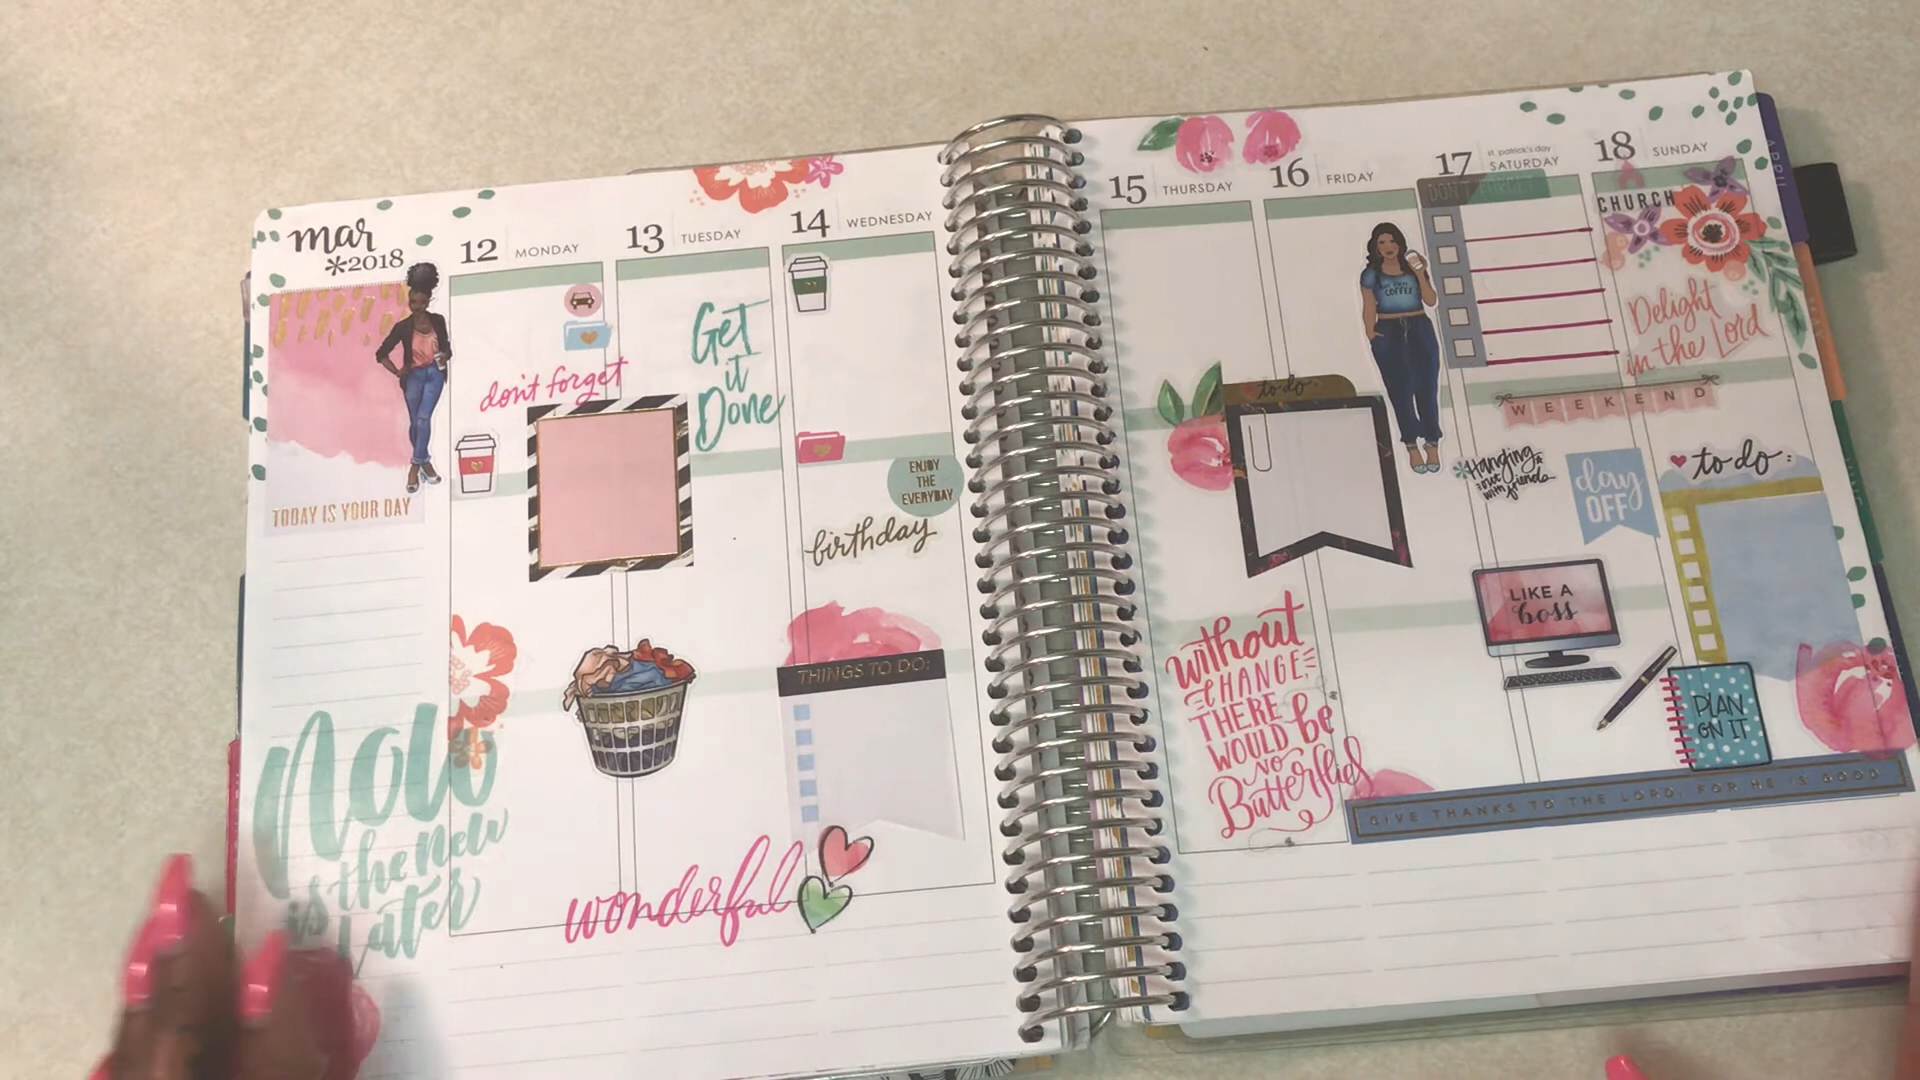 mar
*2018
12 MONDAY
13 TUESDAY
14 WEDNESDAY
TODAY IS YOUR DAY
don't forget
Get
it
Done
ENJOY
THE
EVERYDAY
birthday
THINGS TO DO:
Now
is the new
later
wonderful
15 THURSDAY
16 FRIDAY
17 st. patrick's day
SATURDAY
18 SUNDAY
DON'T FORGET
CHURCH
COFFEE
Delight
in the Lord
to do
WEEKEND
Hanging
out
with friends
day
OFF
to do:
LIKE A
boss
PLAN
ON IT
without
CHANGE,
THERE
WOULD be
NO
Butterflies
GIVE THANKS TO THE LORD, FOR HE IS GOOD
APRIL